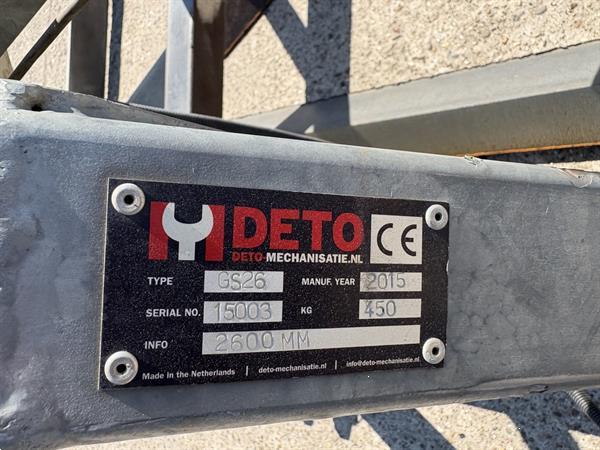 DETO
DETO-MECHANISATIE.NL
CE
TYPE GS26 MANUF. YEAR 2015
SERIAL NO. 15003 KG 450
INFO 2600 MM
Made in the Netherlands | deto-mechanisatie.nl | info@deto-mechanisatie.nl